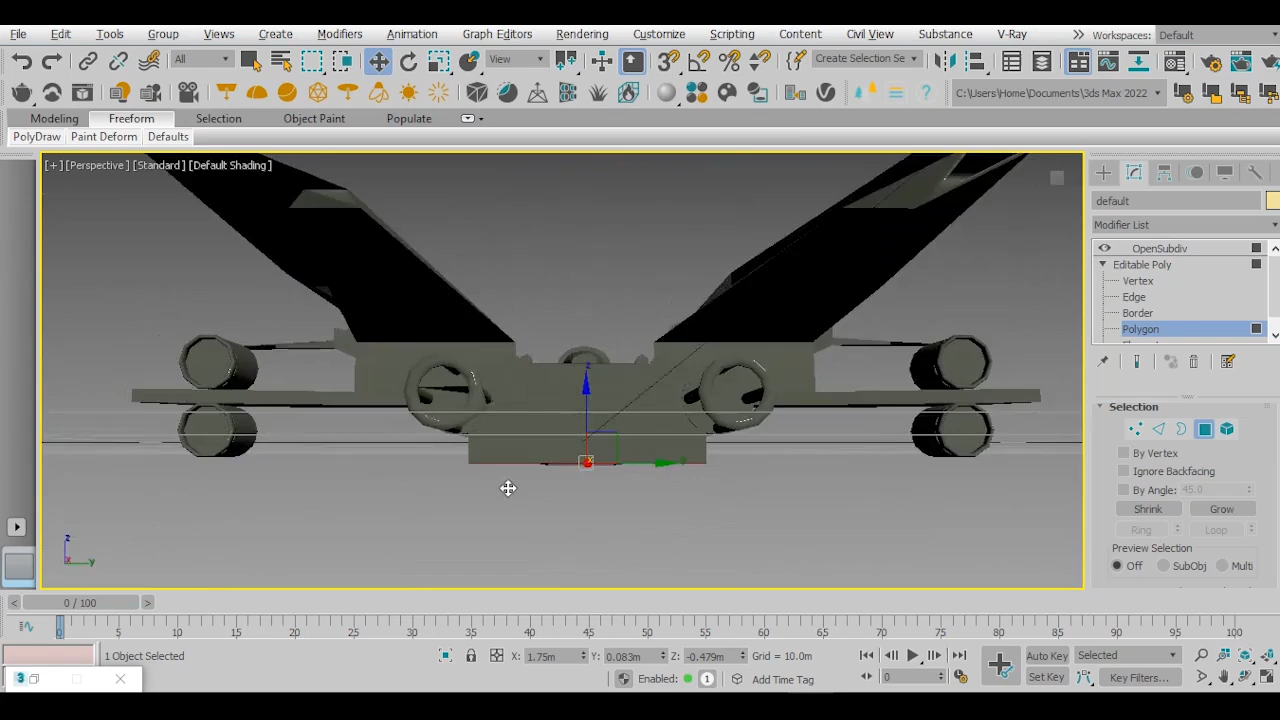 File Edit Tools Group Views Create Modifiers Animation Graph Editors Rendering Customize Scripting Content Civil View Substance V-Ray Workspaces: Default
All View Create Selection Se
C:\Users\Home\Documents\3ds Max 2022
Modeling Freeform Selection Object Paint Populate
PolyDraw Paint Deform Defaults
[+] [Perspective] [Standard] [Default Shading]
default
Modifier List
OpenSubdiv
Editable Poly
Vertex
Edge
Border
Polygon
Selection
By Vertex
Ignore Backfacing
By Angle: 45.0
Shrink Grow
Ring Loop
Preview Selection
Off SubObj Multi
z
x y
0 / 100
0 5 10 15 20 25 30 35 40 45 50 55 60 65 70 75 80 85 90 95 100
1 Object Selected X: 1.75m Y: 0.083m Z: -0.479m Grid = 10.0m Auto Key Selected
3 Enabled: 1 Add Time Tag 0 Set Key Key Filters...